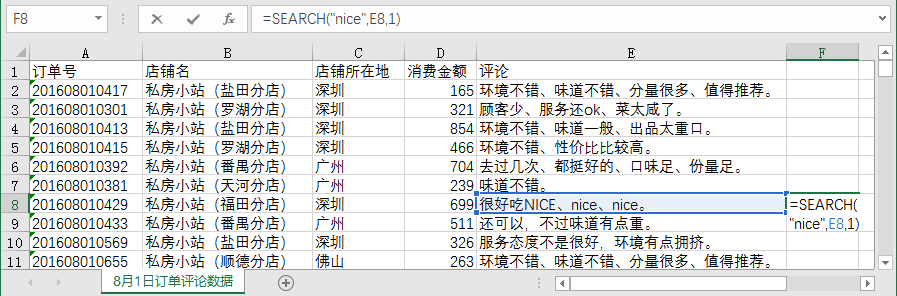 F8 fx =SEARCH("nice",E8,1)
A B C D E F
1 订单号 店铺名 店铺所在地 消费金额 评论
2 201608010417 私房小站（盐田分店） 深圳 165 环境不错、味道不错、分量很多、值得推荐。
3 201608010301 私房小站（罗湖分店） 深圳 321 顾客少、服务还ok、菜太咸了。
4 201608010413 私房小站（盐田分店） 深圳 854 环境不错、味道一般、出品太重口。
5 201608010415 私房小站（罗湖分店） 深圳 466 环境不错、性价比比较高。
6 201608010392 私房小站（番禺分店） 广州 704 去过几次、都挺好的、口味足、份量足。
7 201608010381 私房小站（天河分店） 广州 239 味道不错。
8 201608010429 私房小站（福田分店） 深圳 699 很好吃NICE、nice、nice。 =SEARCH(
9 201608010433 私房小站（番禺分店） 广州 511 还可以，不过味道有点重。 "nice",E8,1)
10 201608010569 私房小站（盐田分店） 深圳 326 服务态度不是很好，环境有点拥挤。
11 201608010655 私房小站（顺德分店） 佛山 263 环境不错、味道不错、分量很多、值得推荐。
8月1日订单评论数据